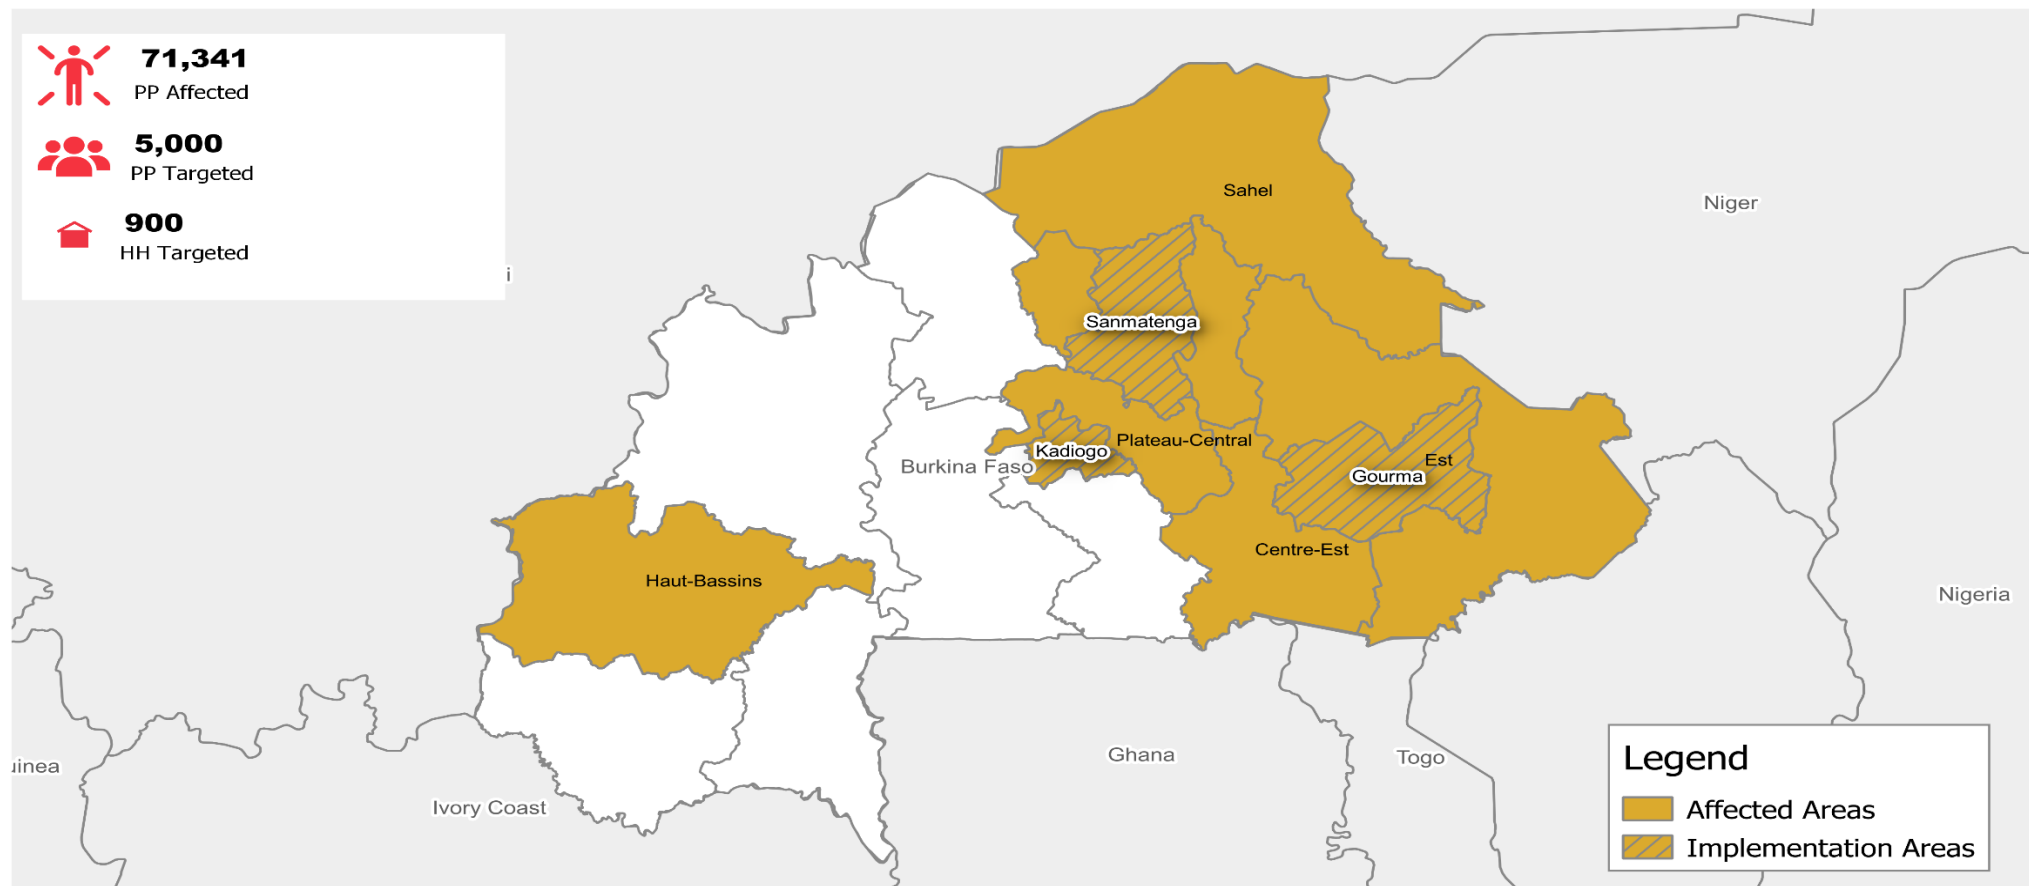 71,341
PP Affected
5,000
PP Targeted
900
HH Targeted
i
Sahel
Niger
Sanmatenga
Plateau-Central
Kadiogo
Burkina Faso
Est
Gourma
Centre-Est
Haut-Bassins
Nigeria
Ghana
Togo
uinea
Ivory Coast
Legend
Affected Areas
Implementation Areas